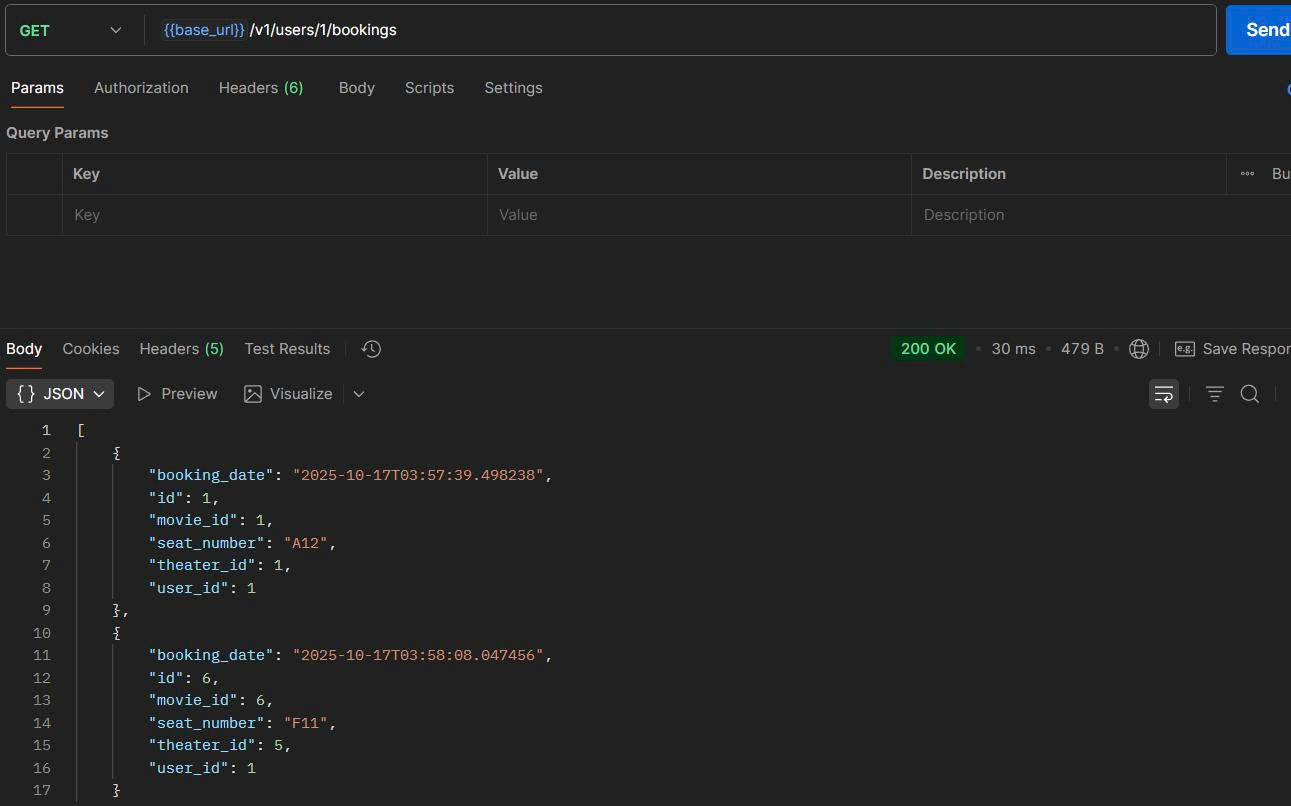 GET {{base_url}} /v1/users/1/bookings Send
Params Authorization Headers (6) Body Scripts Settings
Query Params
Key Value Description ooo Bu
Key Value Description
Body Cookies Headers (5) Test Results 200 OK • 30 ms • 479 B • e.g. Save Respor
{} JSON Preview Visualize
1 [
2 {
3 "booking_date": "2025-10-17T03:57:39.498238",
4 "id": 1,
5 "movie_id": 1,
6 "seat_number": "A12",
7 "theater_id": 1,
8 "user_id": 1
9 },
10 {
11 "booking_date": "2025-10-17T03:58:08.047456",
12 "id": 6,
13 "movie_id": 6,
14 "seat_number": "F11",
15 "theater_id": 5,
16 "user_id": 1
17 }